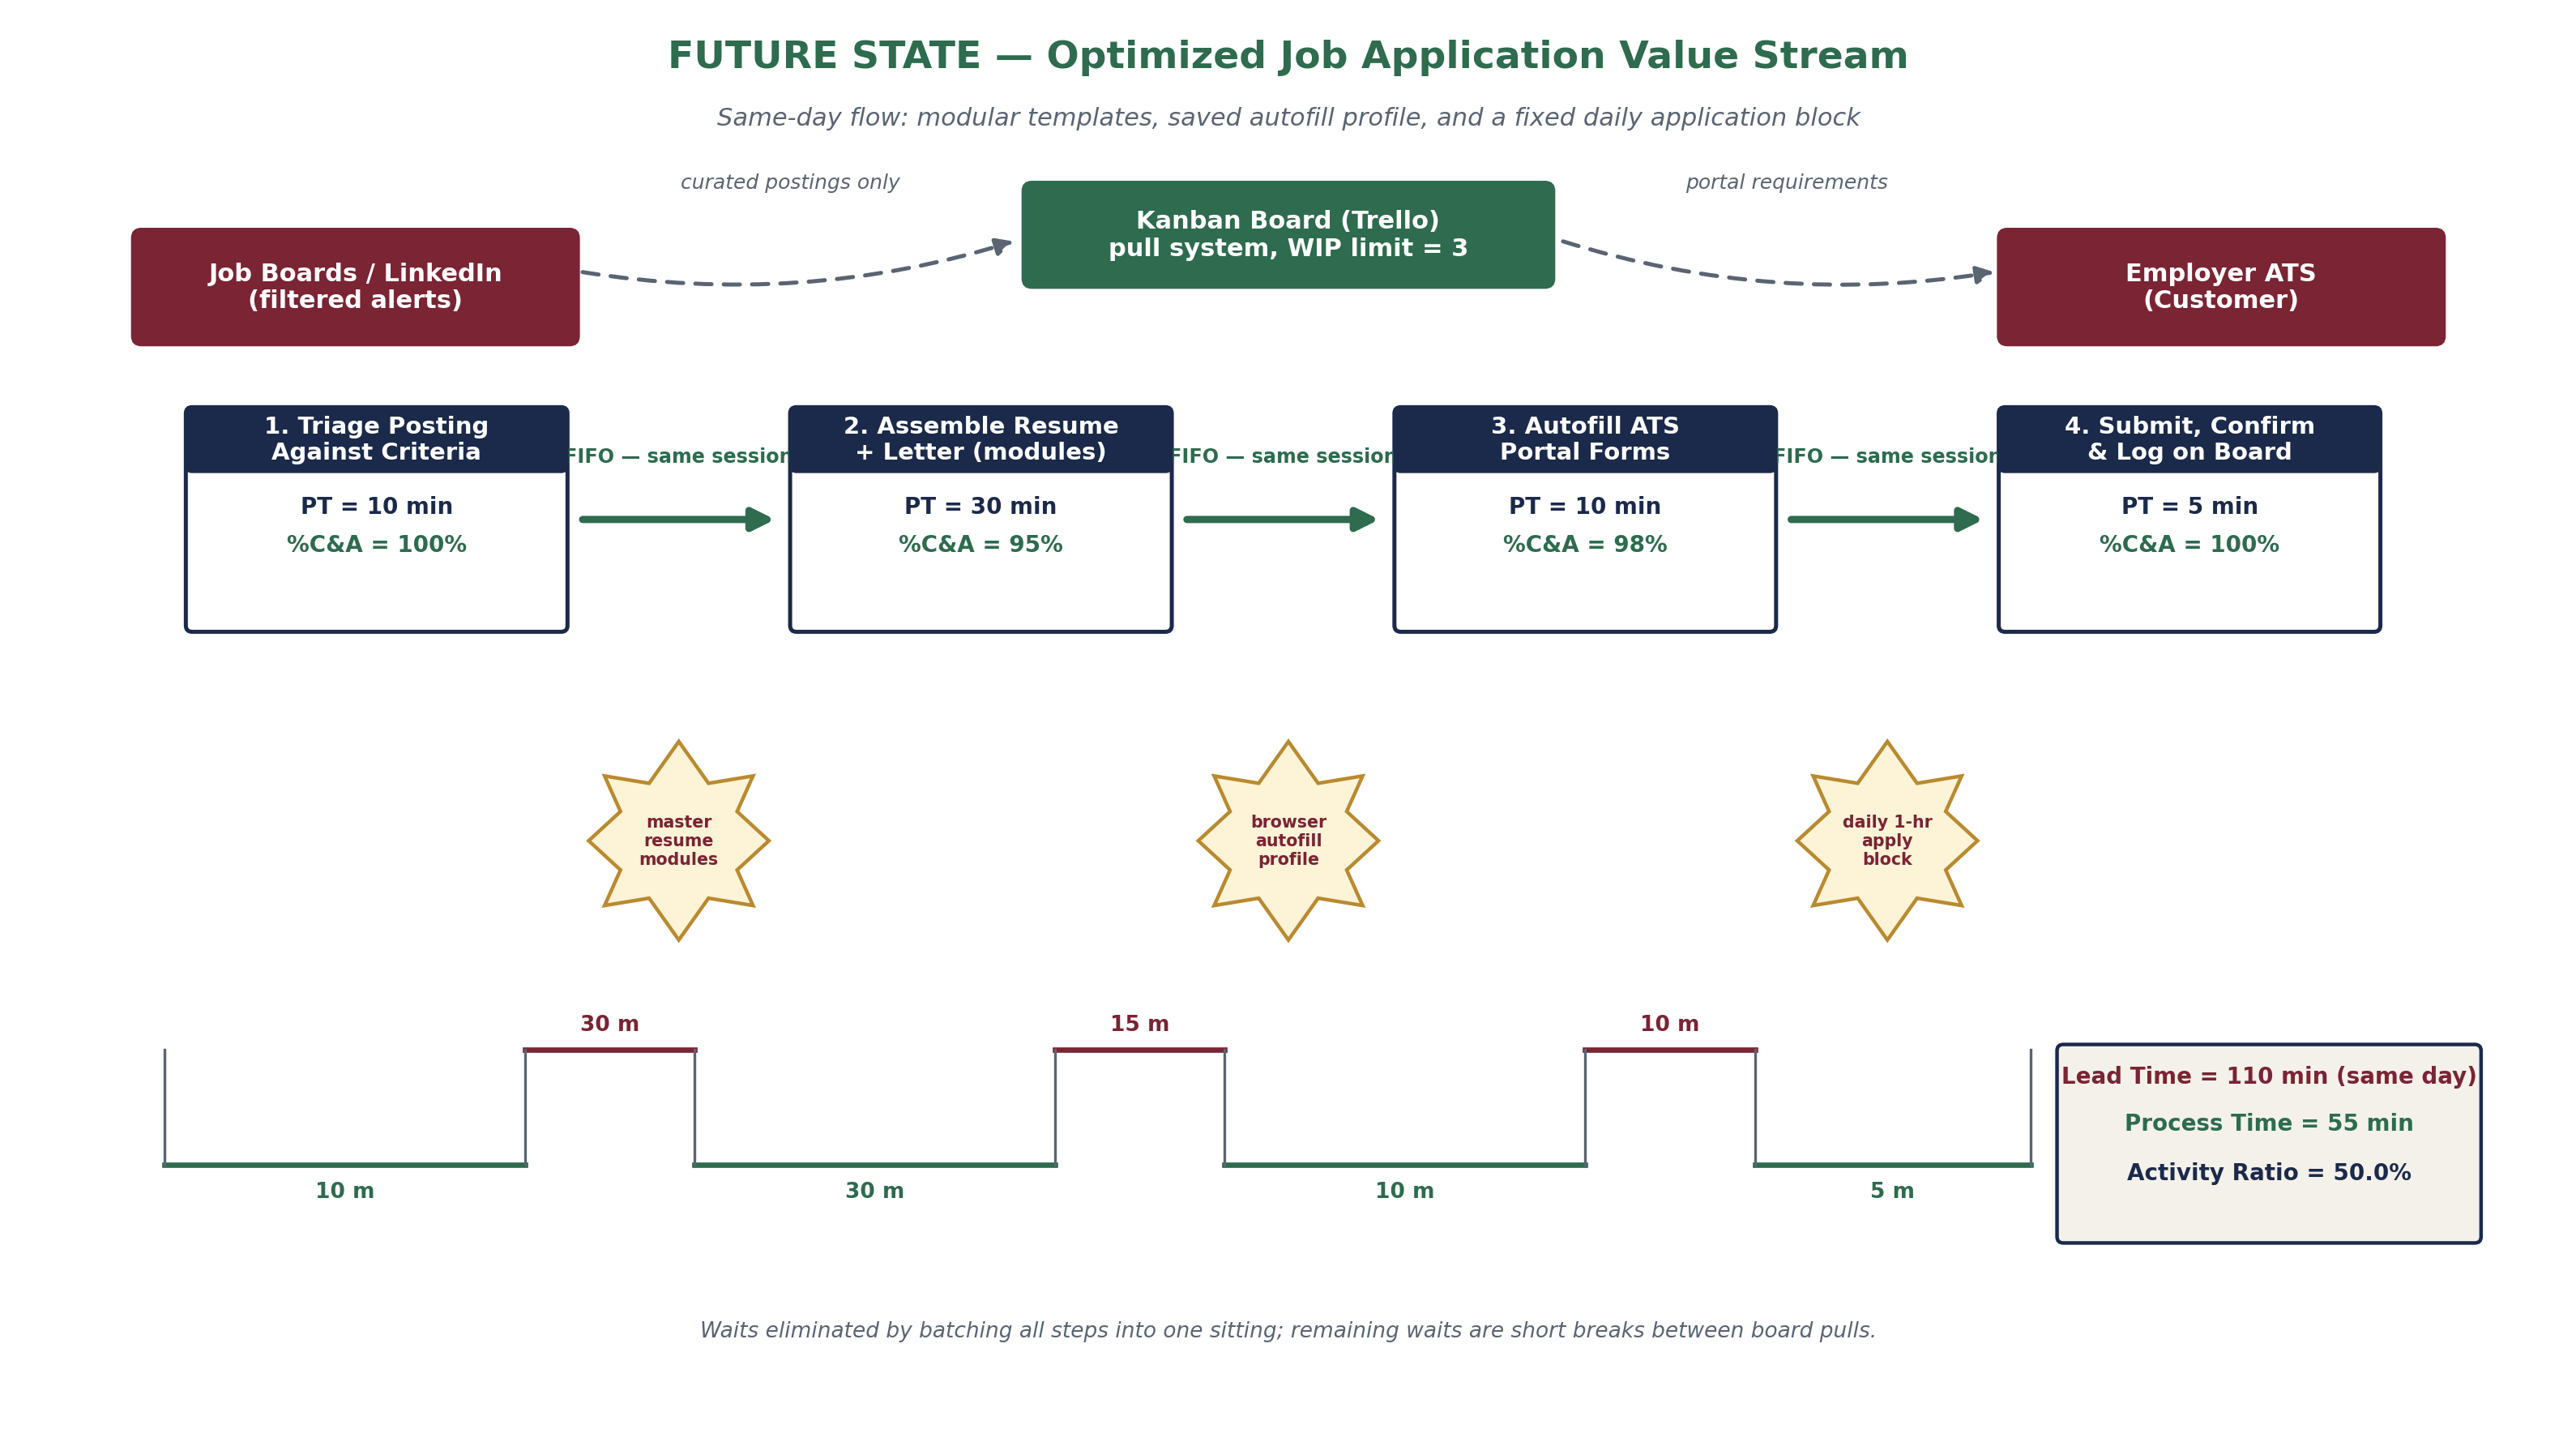 FUTURE STATE — Optimized Job Application Value Stream
Same-day flow: modular templates, saved autofill profile, and a fixed daily application block
curated postings only
portal requirements
Kanban Board (Trello)
pull system, WIP limit = 3
Job Boards / LinkedIn
(filtered alerts)
Employer ATS
(Customer)
1. Triage Posting
Against Criteria
PT = 10 min
%C&A = 100%
FIFO — same session
2. Assemble Resume
+ Letter (modules)
PT = 30 min
%C&A = 95%
FIFO — same session
3. Autofill ATS
Portal Forms
PT = 10 min
%C&A = 98%
FIFO — same session
4. Submit, Confirm
& Log on Board
PT = 5 min
%C&A = 100%
master
resume
modules
browser
autofill
profile
daily 1-hr
apply
block
30 m
15 m
10 m
10 m
30 m
10 m
5 m
Lead Time = 110 min (same day)
Process Time = 55 min
Activity Ratio = 50.0%
Waits eliminated by batching all steps into one sitting; remaining waits are short breaks between board pulls.